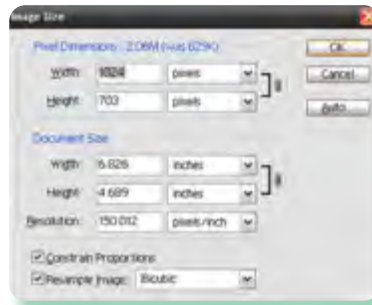 Image Size
Pixel Dimensions: 2.06M (was 629K)
OK
Width: 1024 pixels
Cancel
Height: 703 pixels
Auto
Document Size
Width: 6.826 inches
Height: 4.689 inches
Resolution: 150.012 pixels/inch
Constrain Proportions
Resample Image: Bicubic